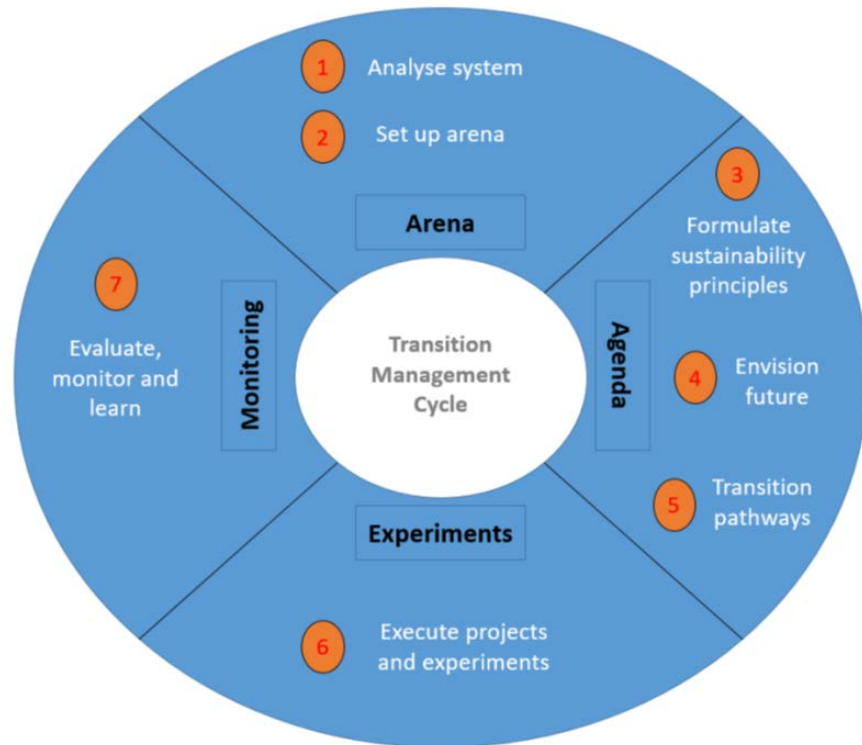 1
Analyse system
2
Set up arena
Arena
3
Formulate
sustainability
principles
Agenda
4
Envision
future
5
Transition
pathways
Experiments
6
Execute projects
and experiments
7
Evaluate,
monitor and
learn
Monitoring
Transition
Management
Cycle